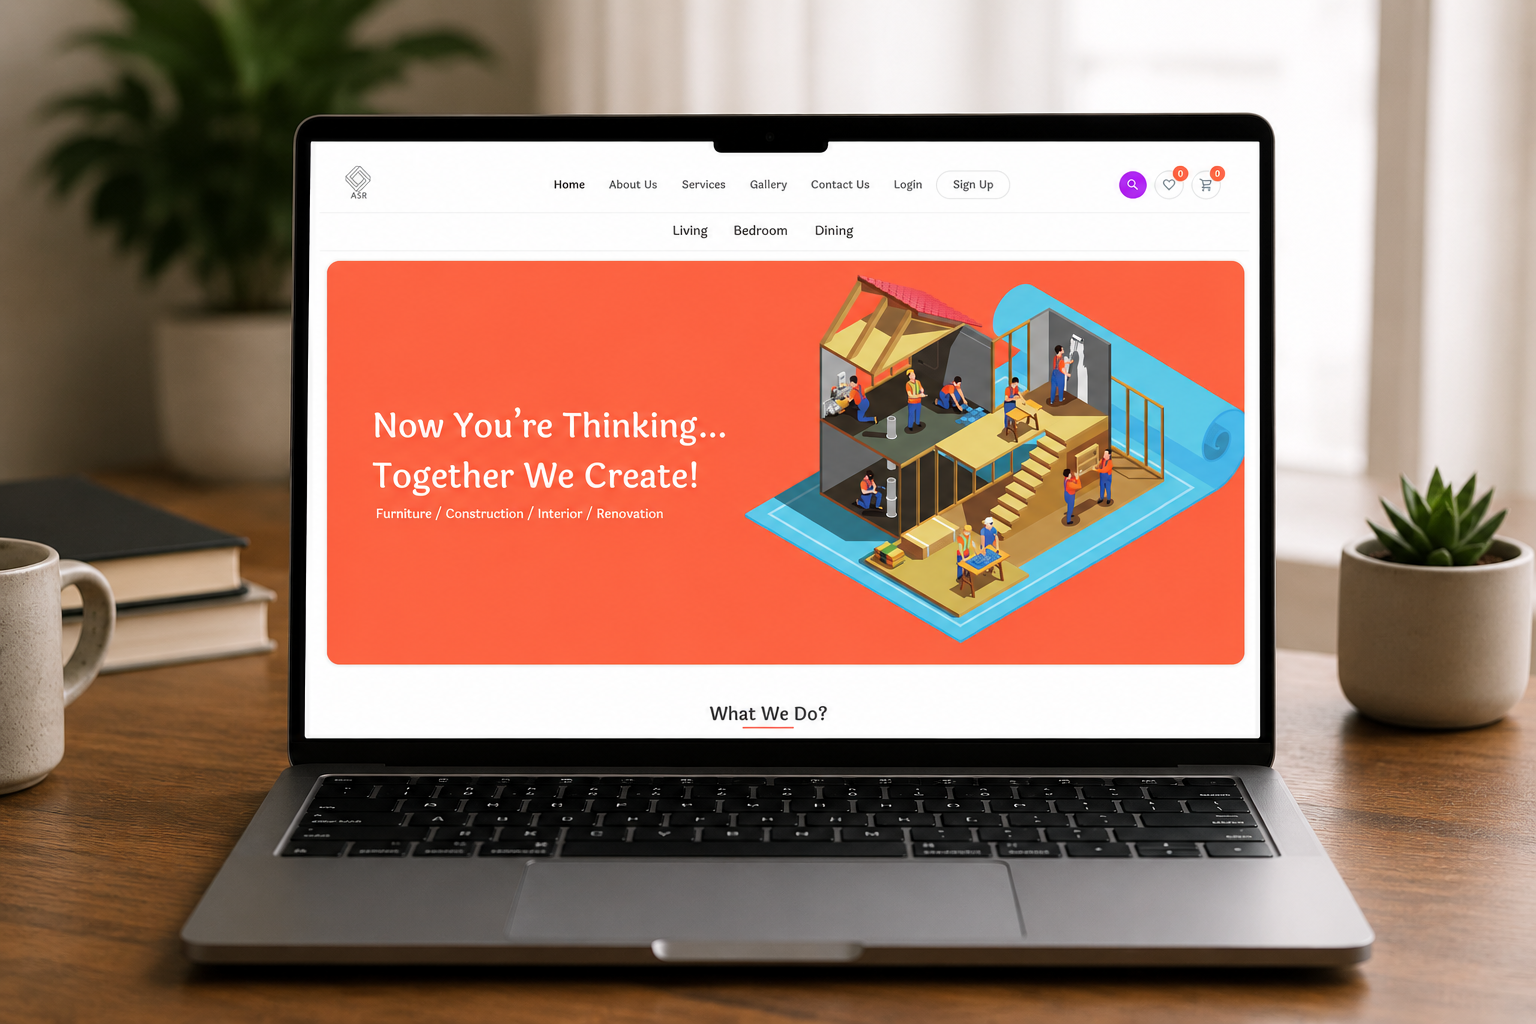 ASR
Home About Us Services Gallery Contact Us Login Sign Up
0 0
Living Bedroom Dining
Now You’re Thinking...
Together We Create!
Furniture / Construction / Interior / Renovation
What We Do?